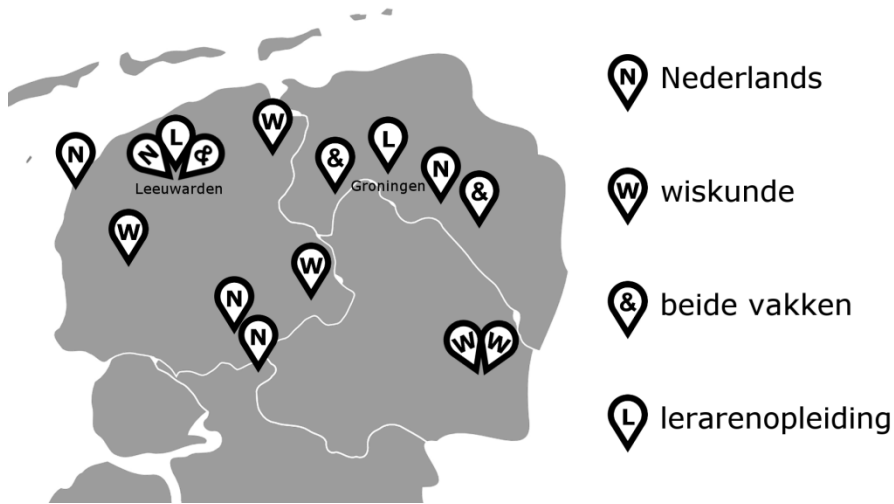 N Nederlands
W wiskunde
& beide vakken
L lerarenopleiding
N
N
L
&
Leeuwarden
W
&
L
Groningen
N
&
W
W
N
N
W
W